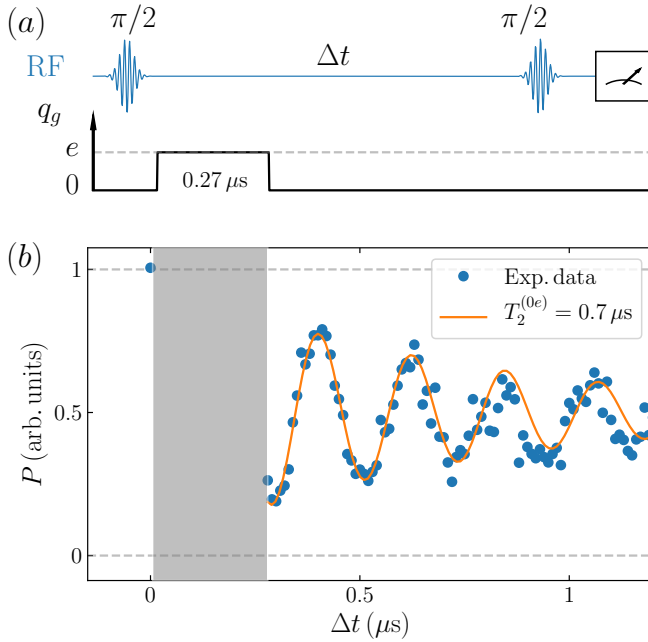 (a)
π/2 π/2
RF Δt
q_g
e
0 0.27 μs
(b)
1
0.5
0
P (arb. units)
Exp. data
T_2^{(0e)} = 0.7 μs
0 0.5 1
Δt (μs)